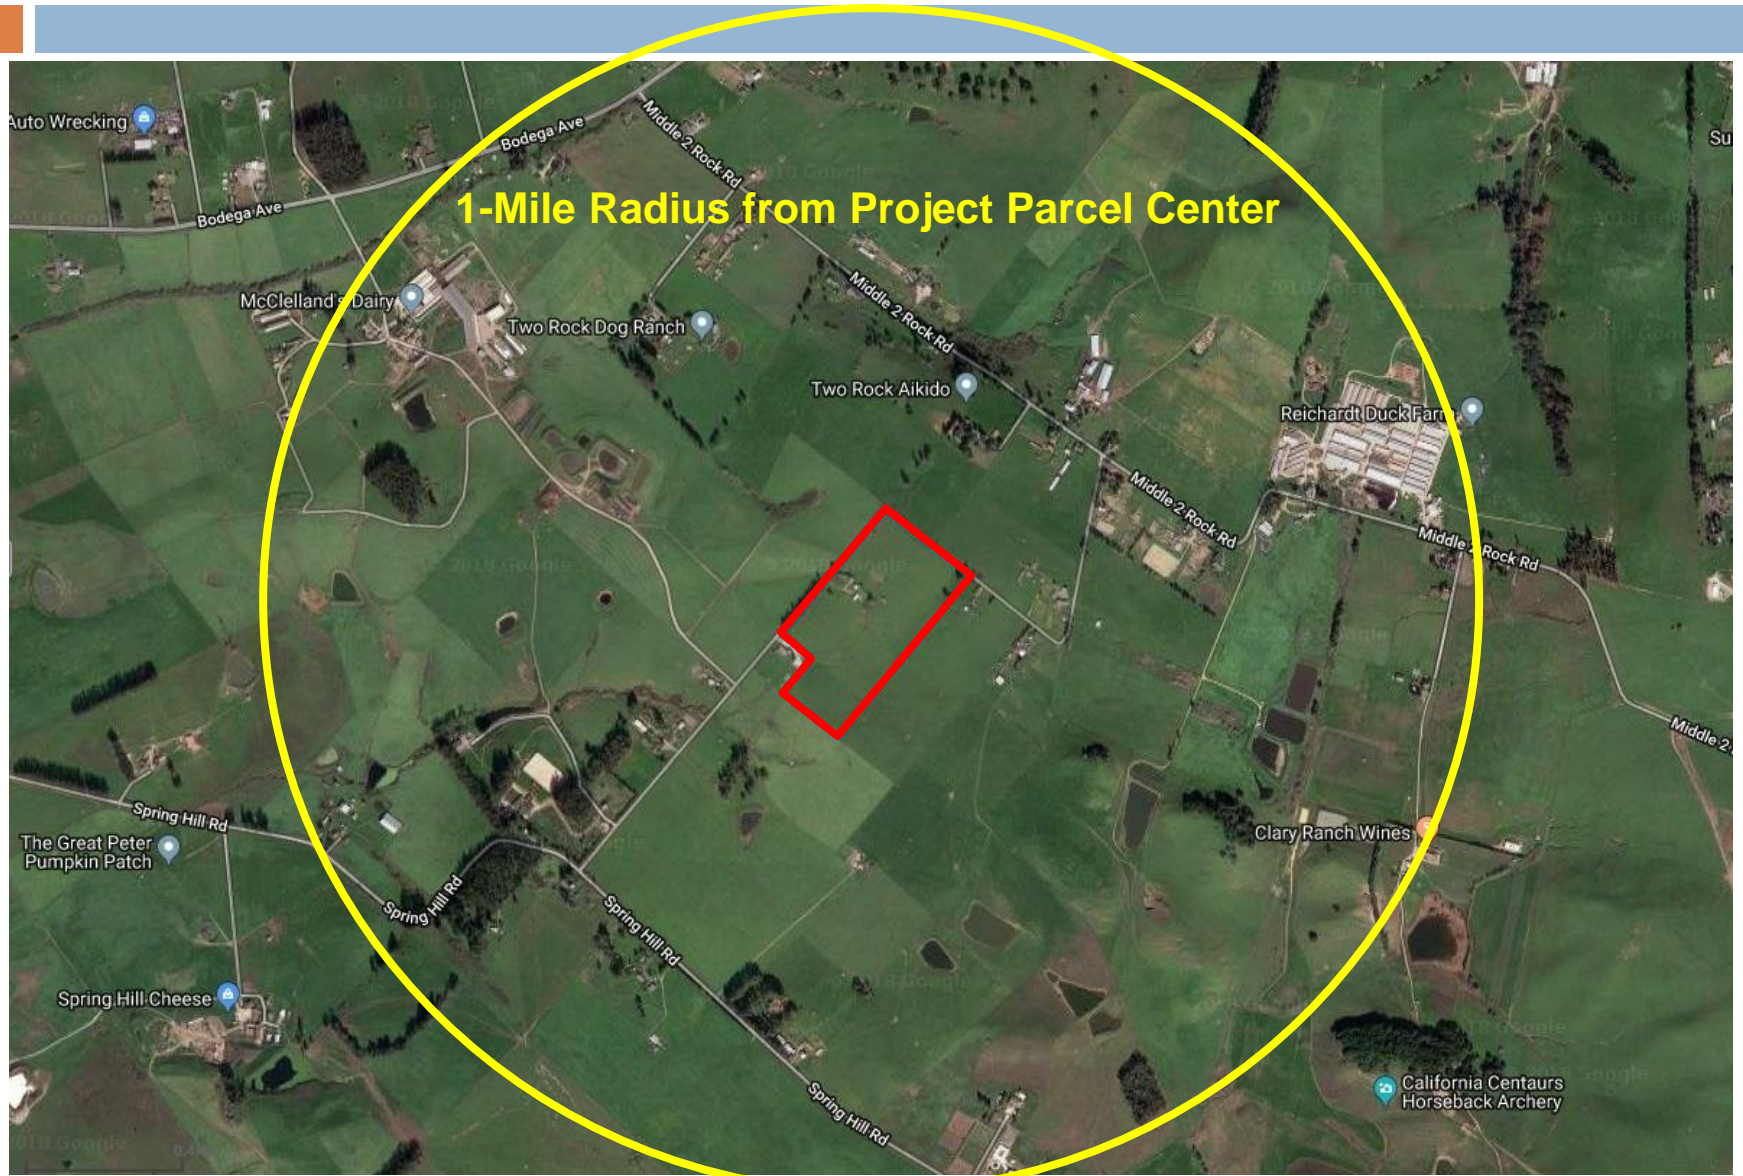 Auto Wrecking
Bodega Ave
Middle 2 Rock Rd
Su
Bodega Ave
1-Mile Radius from Project Parcel Center
McClelland's Dairy
Two Rock Dog Ranch
Middle 2 Rock Rd
Two Rock Aikido
Reichardt Duck Farm
Middle 2 Rock Rd
Middle 2 Rock Rd
2018 Google
Middle 2
Spring Hill Rd
The Great Peter
Pumpkin Patch
Clary Ranch Wines
Spring Hill Rd
Spring Hill Rd
Spring Hill Cheese
California Centaurs
Horseback Archery
Spring Hill Rd